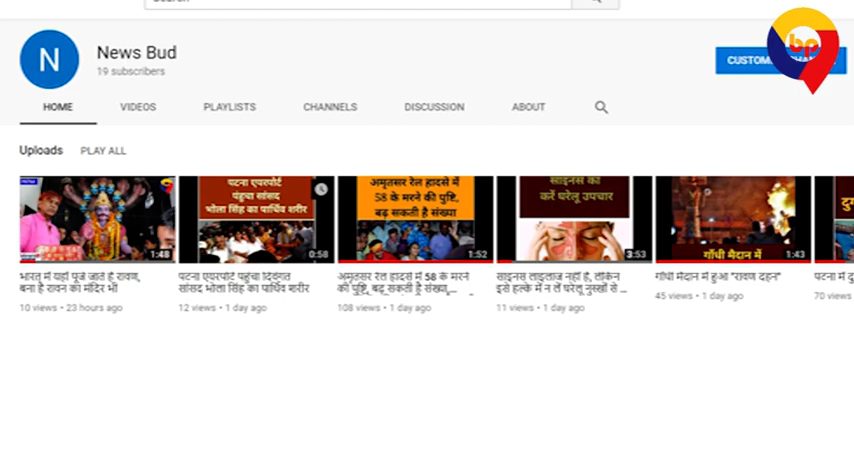 bp
N
News Bud
19 subscribers
HOME VIDEOS PLAYLISTS CHANNELS DISCUSSION ABOUT
Uploads PLAY ALL
1:48
पटना एयरपोर्ट
पंहुचा सांसद
भोला सिंह का पार्थिव शरीर
0:58
अमृतसर रेल हादसे में
58 के मरने की पुष्टि,
बढ़ सकती है संख्या
1:52
साइनस का
करें घरेलू उपचार
3:53
गाँधी मैदान में
1:43
भारत में यहाँ पूजे जाते है रावण,
बना है रावन का मंदिर भी
10 views • 23 hours ago
पटना एयरपोर्ट पहुंचा दिवंगत
सांसद भोला सिंह का पार्थिव शरीर
12 views • 1 day ago
अमृतसर रेल हादसे में 58 के मरने
की पुष्टि, बढ़ सकती है संख्या,...
108 views • 1 day ago
साइनस लाइलाज नहीं है, लेकिन
इसे हल्के में न लें घरेलू नुस्खों से ...
11 views • 1 day ago
गाँधी मैदान में हुआ "रावण दहन"
45 views • 1 day ago
पटना में दु
70 views